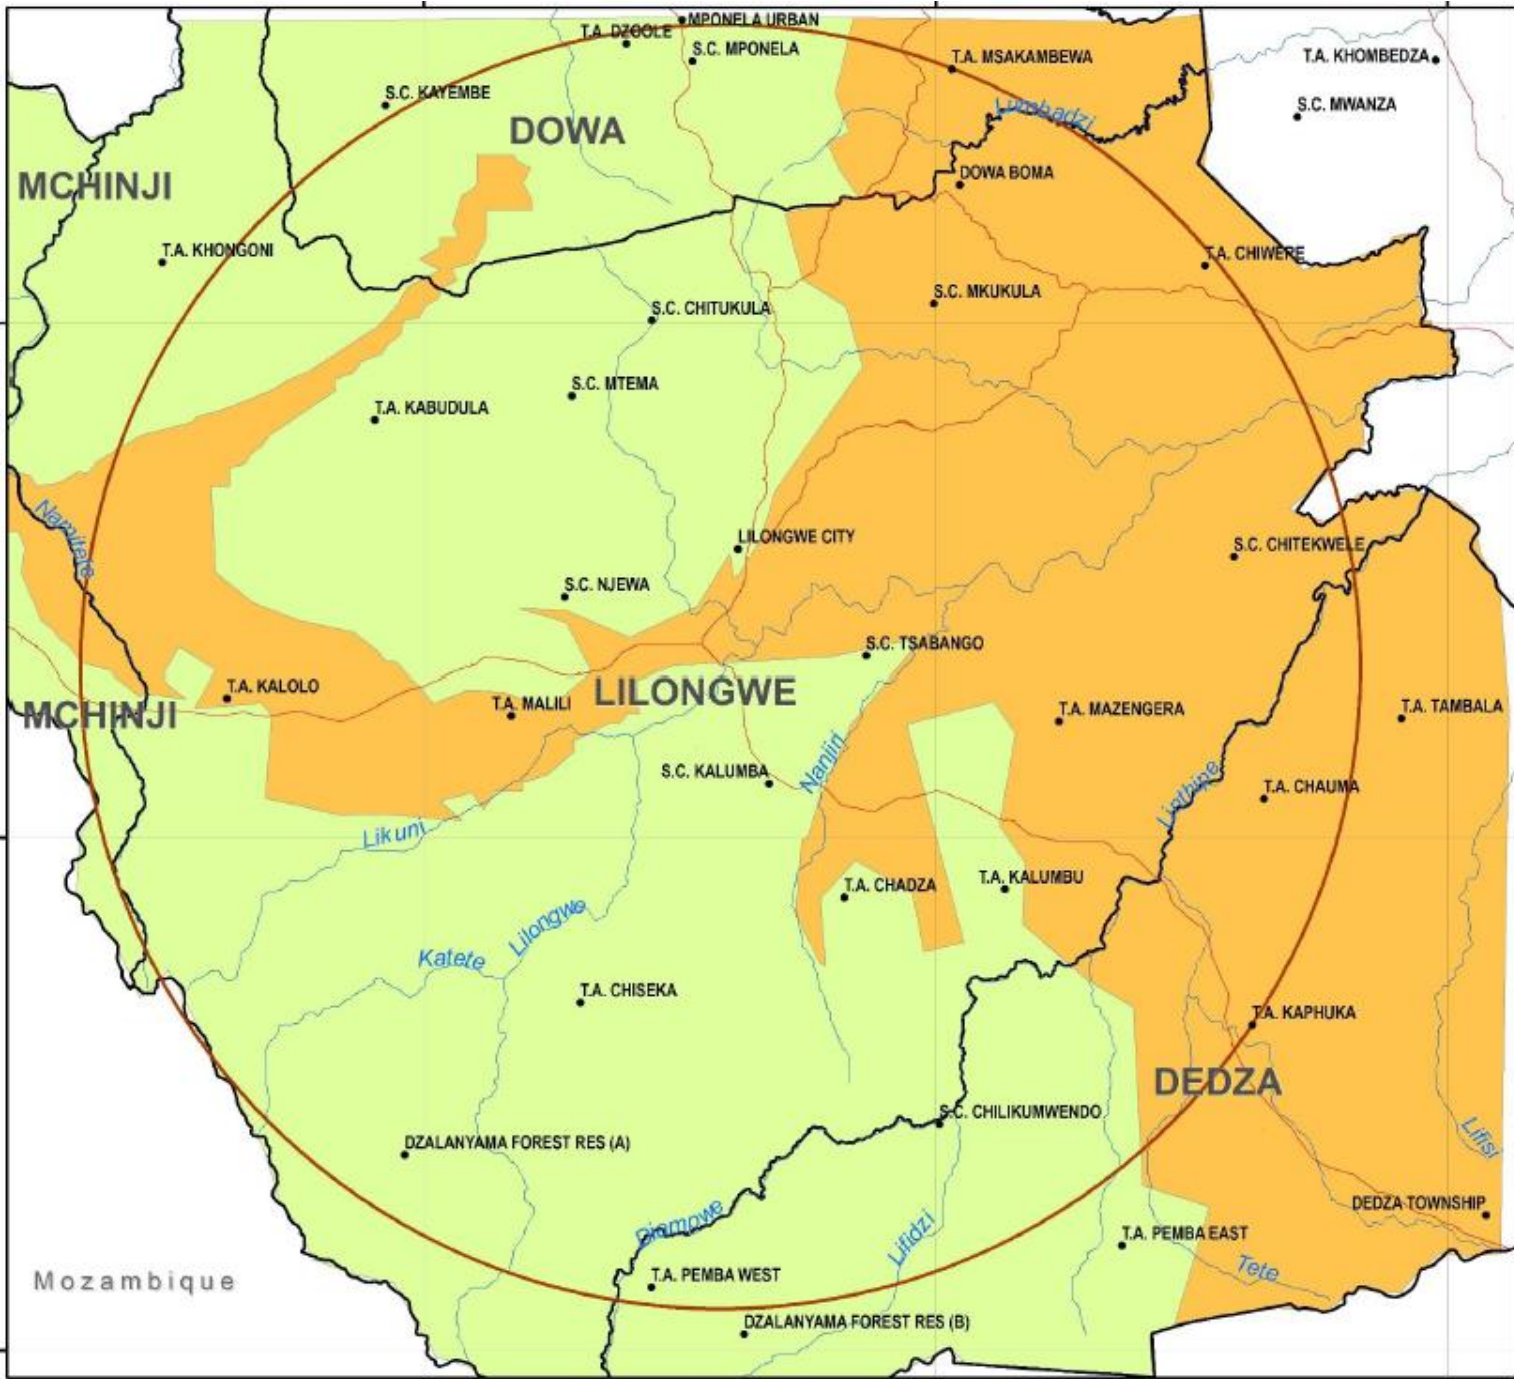 MPONELA URBAN
T.A. DZOOLE
S.C. MPONELA
T.A. MSAKAMBEWA
T.A. KHOMBEDZA
S.C. KAYEMBE
S.C. MWANZA
Lumbadzi
DOWA
DOWA BOMA
MCHINJI
T.A. KHONGONI
T.A. CHIWERE
S.C. MKUKULA
S.C. CHITUKULA
S.C. MTEMA
T.A. KABUDULA
Namitete
LILONGWE CITY
S.C. CHITEKWELE
S.C. NJEWA
S.C. TSABANGO
T.A. KALOLO
LILONGWE
T.A. MALILI
MCHINJI
T.A. MAZENGERA
T.A. TAMBALA
S.C. KALUMBA
Nanjiri
Linthipe
T.A. CHAUMA
Likuni
T.A. CHADZA
T.A. KALUMBU
Lilongwe
Katete
T.A. CHISEKA
T.A. KAPHUKA
DEDZA
S.C. CHILIKUMWENDO
DZALANYAMA FOREST RES (A)
Lifisi
DEDZA TOWNSHIP
Diampwe
Lifidzi
T.A. PEMBA EAST
Tete
Mozambique
T.A. PEMBA WEST
DZALANYAMA FOREST RES (B)